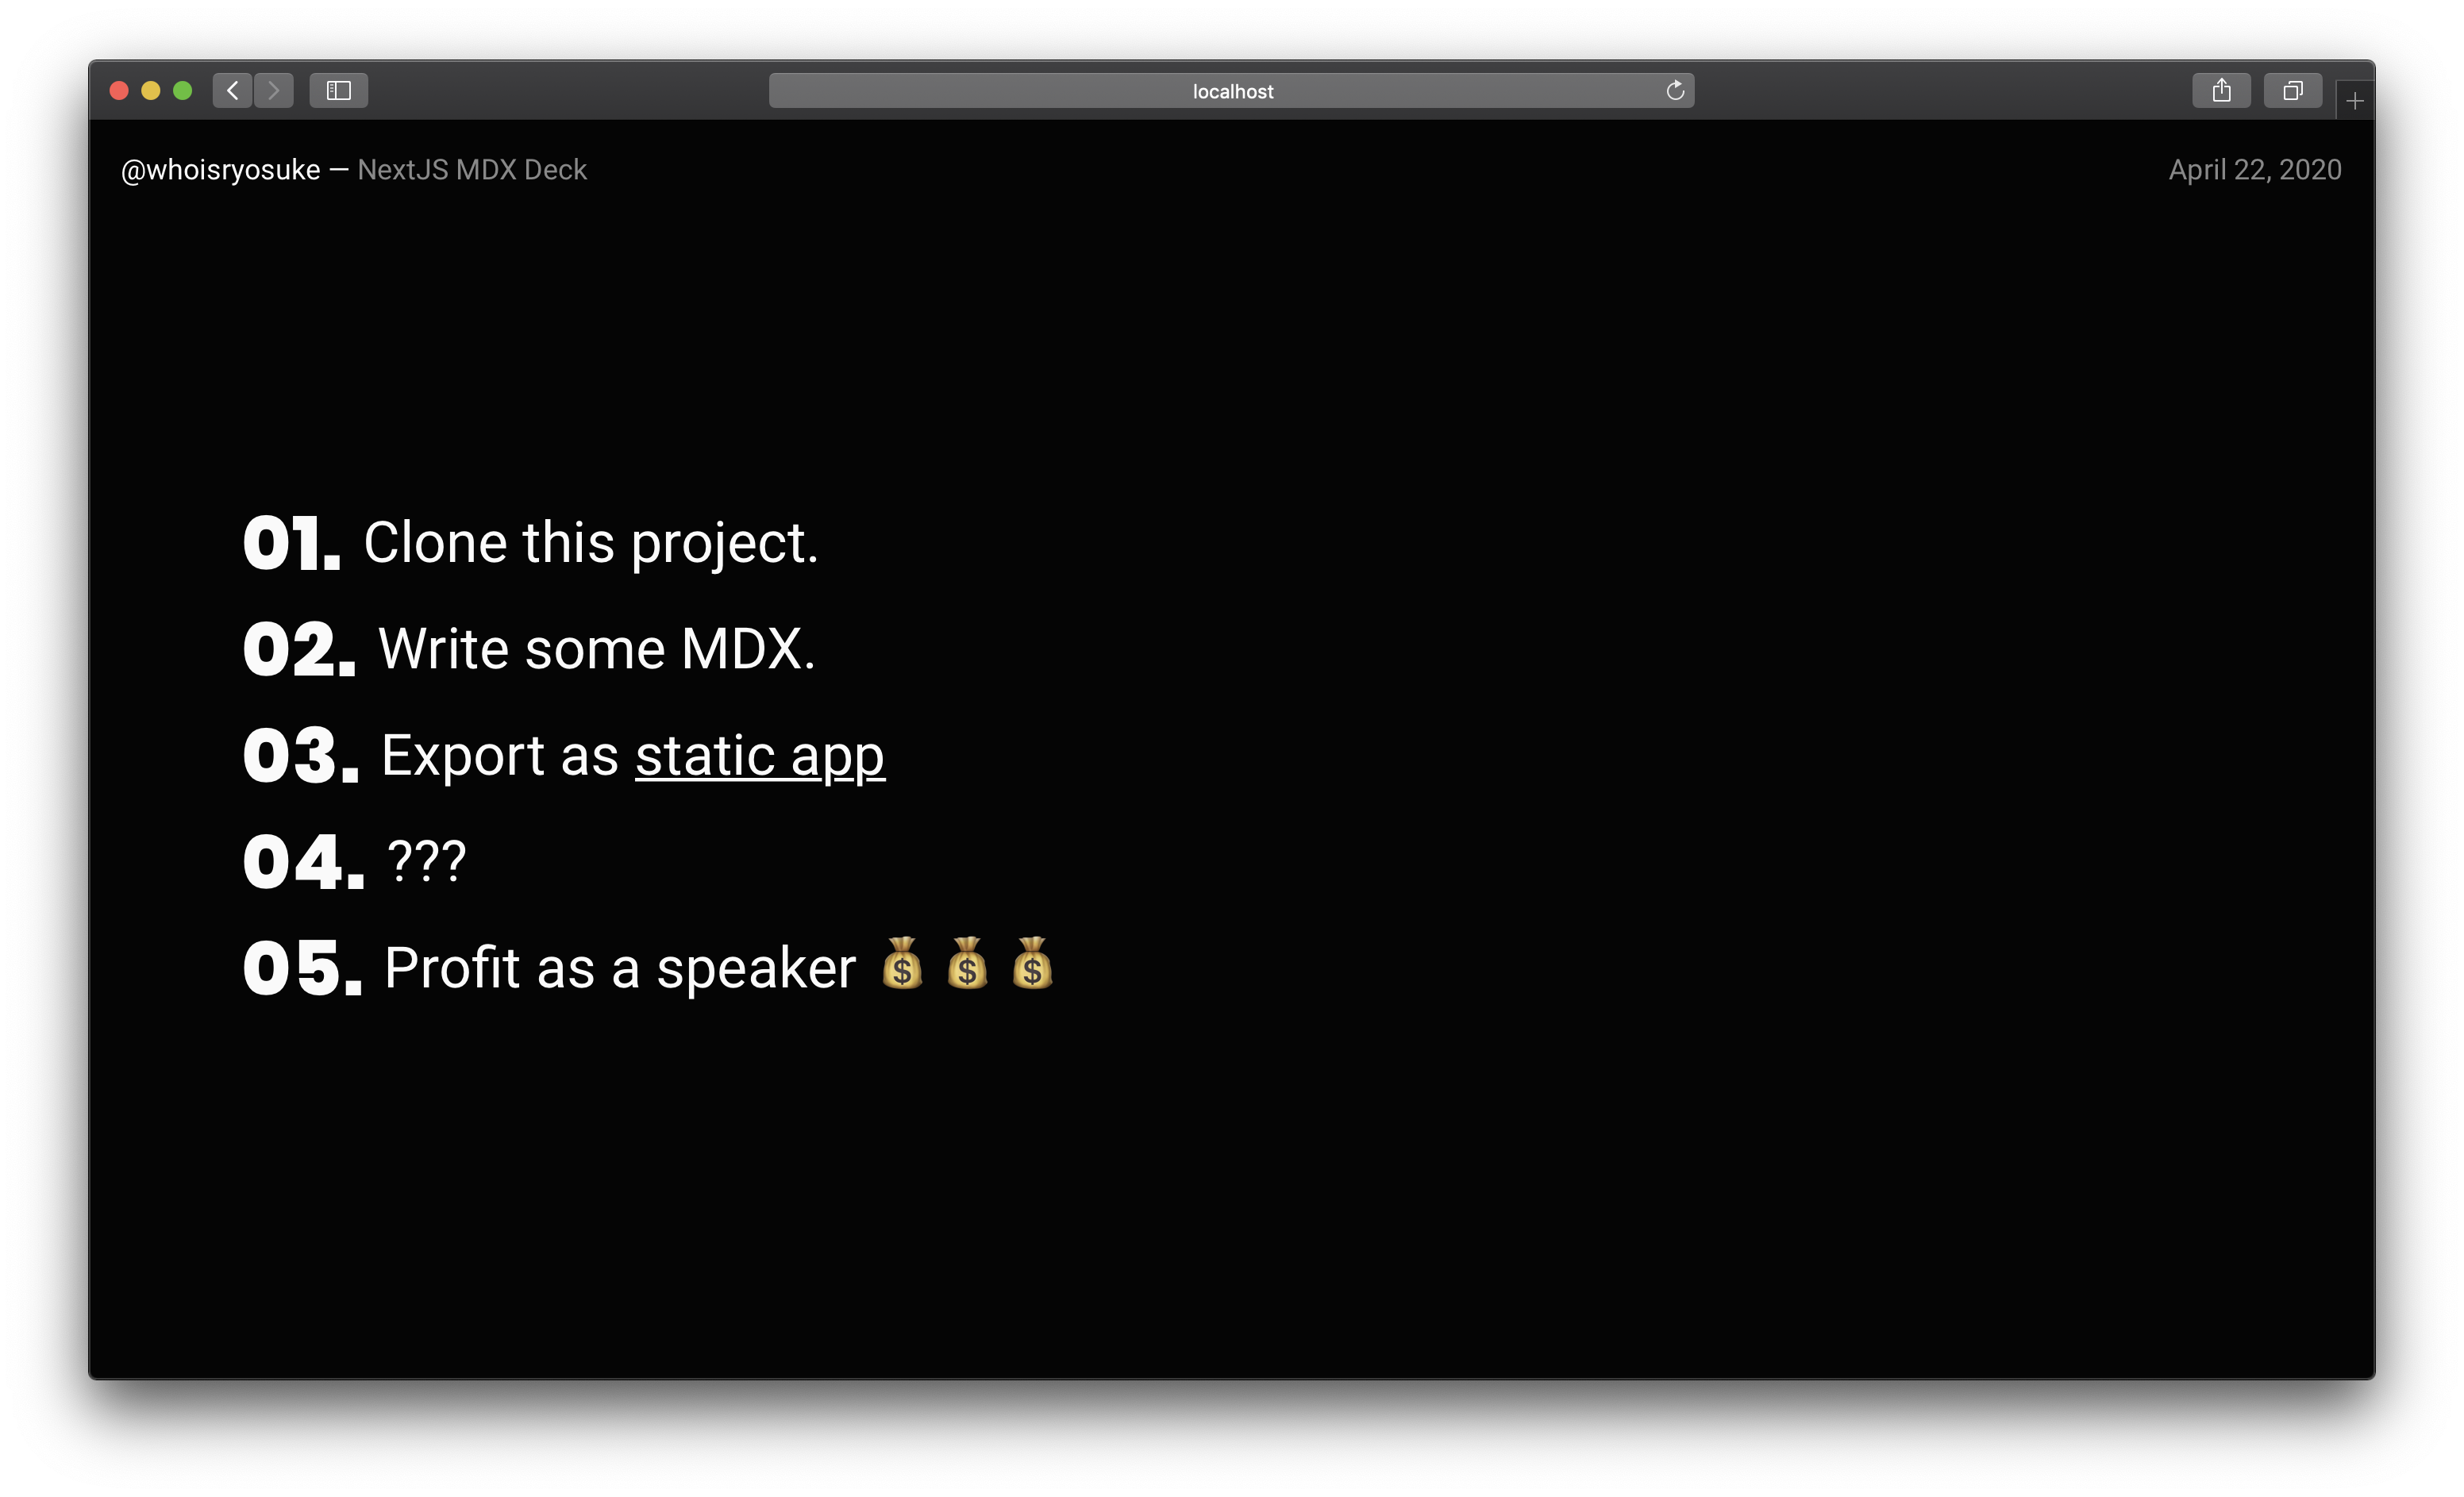 localhost
@whoisryosuke — NextJS MDX Deck
April 22, 2020
01. Clone this project.
02. Write some MDX.
03. Export as static app
04. ???
05. Profit as a speaker 💰 💰 💰